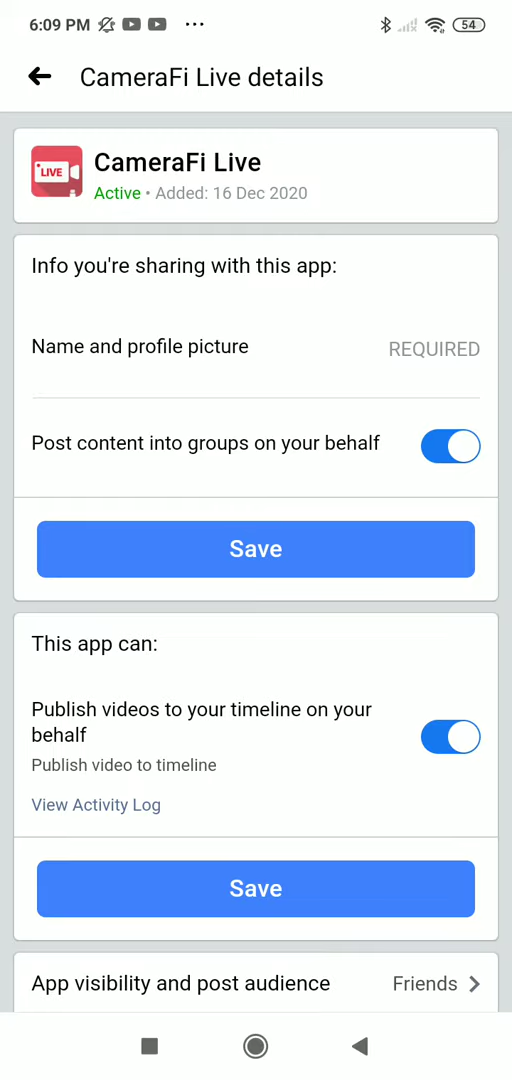 6:09 PM ... 54
CameraFi Live details
LIVE
CameraFi Live
Active • Added: 16 Dec 2020
Info you're sharing with this app:
Name and profile picture REQUIRED
Post content into groups on your behalf
Save
This app can:
Publish videos to your timeline on your
behalf
Publish video to timeline
View Activity Log
Save
App visibility and post audience Friends